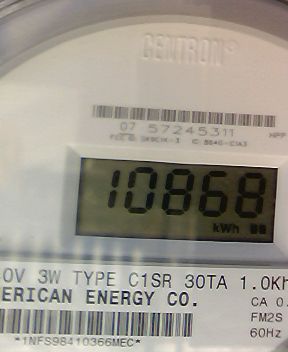 CENTRON®
07 57245311
10868
kWh
0V 3W TYPE C1SR 30TA 1.0Kh
ERICAN ENERGY CO.
CA 0.
FM2S
60Hz
*1NFS98410366MEC*